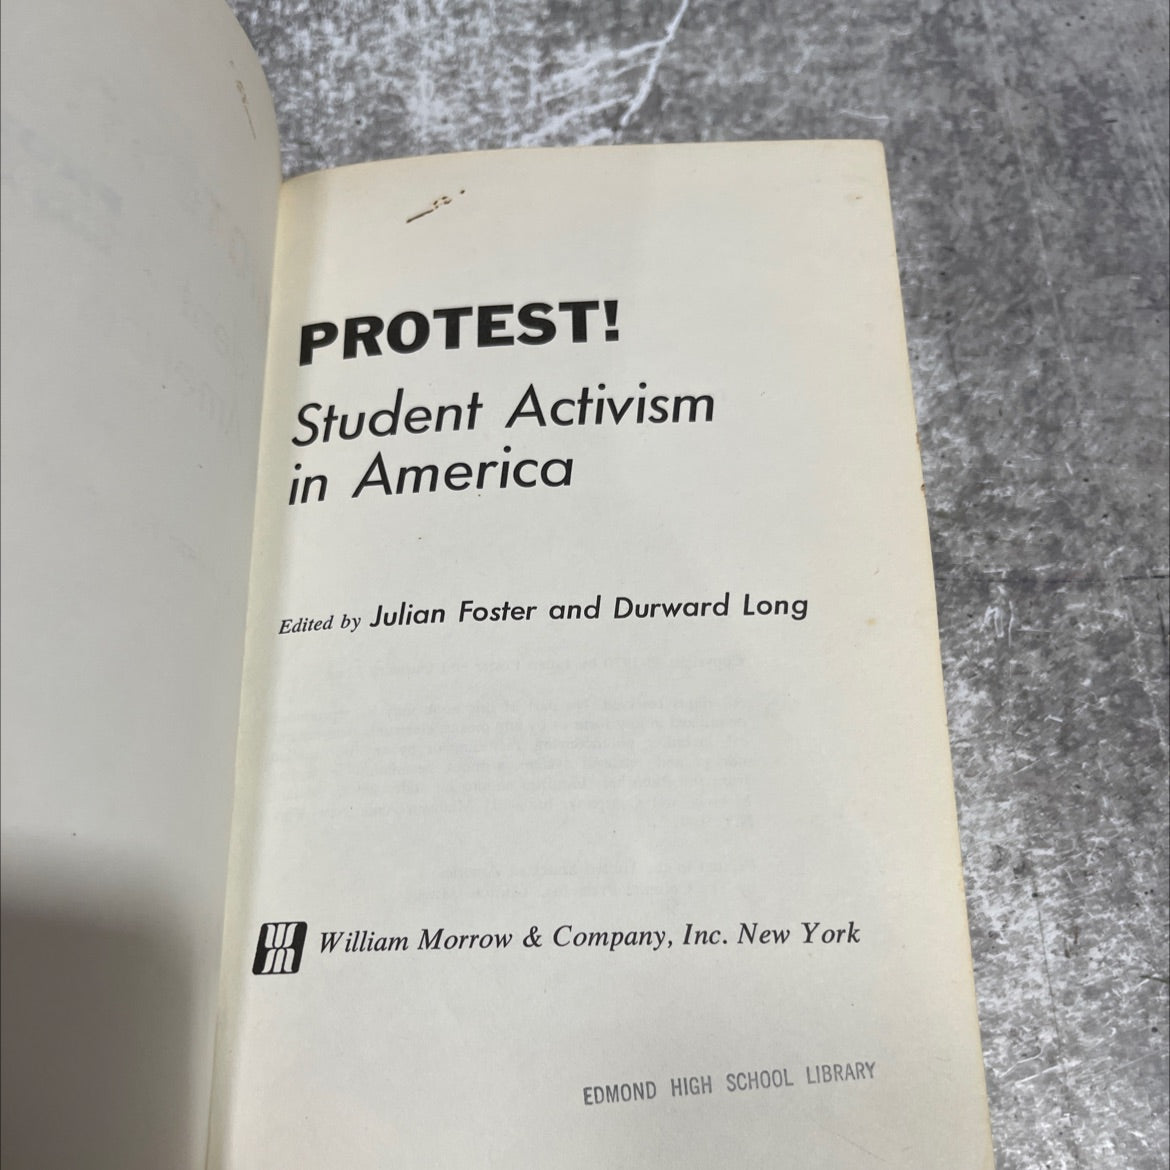 PROTEST!
Student Activism
in America
Edited by Julian Foster and Durward Long
William Morrow & Company, Inc. New York
EDMOND HIGH SCHOOL LIBRARY